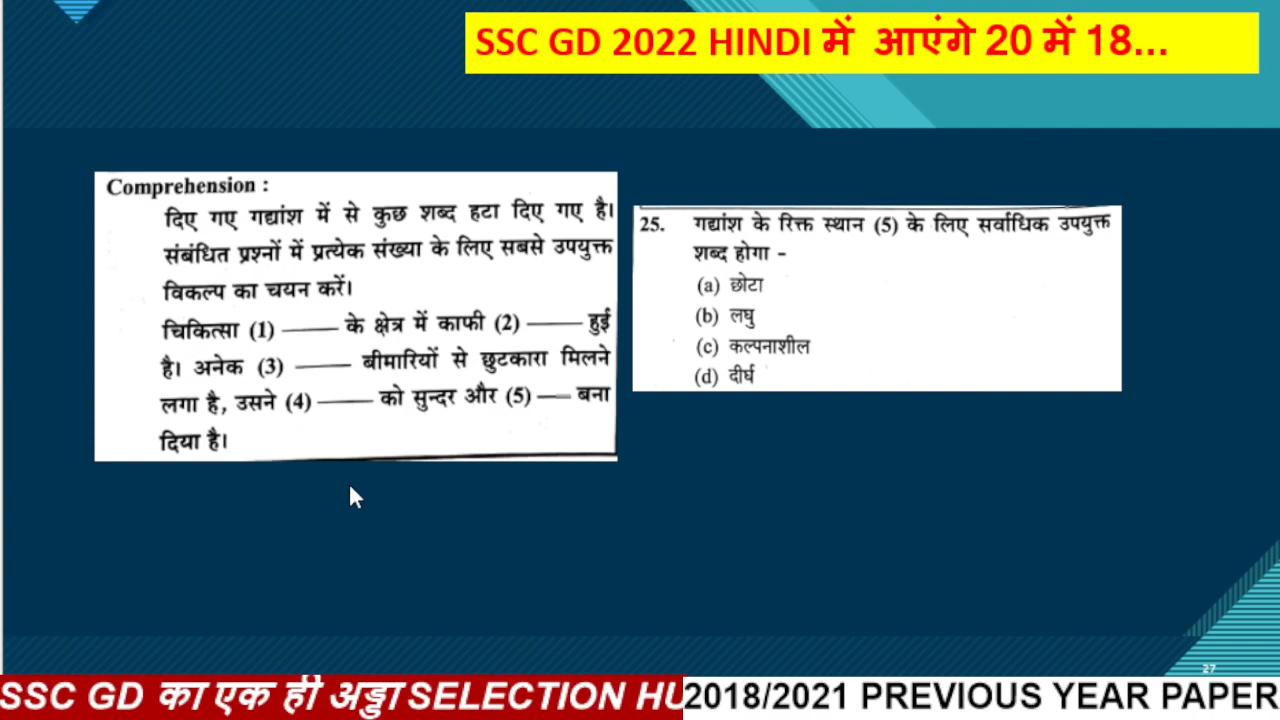 SSC GD 2022 HINDI में आएंगे 20 में 18...
Comprehension :
दिए गए गद्यांश में से कुछ शब्द हटा दिए गए है।
संबंधित प्रश्नों में प्रत्येक संख्या के लिए सबसे उपयुक्त
विकल्प का चयन करें।
चिकित्सा (1) —— के क्षेत्र में काफी (2) —— हुई
है। अनेक (3) —— बीमारियों से छुटकारा मिलने
लगा है, उसने (4) —— को सुन्दर और (5) — बना
दिया है।
25. गद्यांश के रिक्त स्थान (5) के लिए सर्वाधिक उपयुक्त
शब्द होगा -
(a) छोटा
(b) लघु
(c) कल्पनाशील
(d) दीर्घ
27
SSC GD का एक ही अड्डा SELECTION HU
2018/2021 PREVIOUS YEAR PAPER